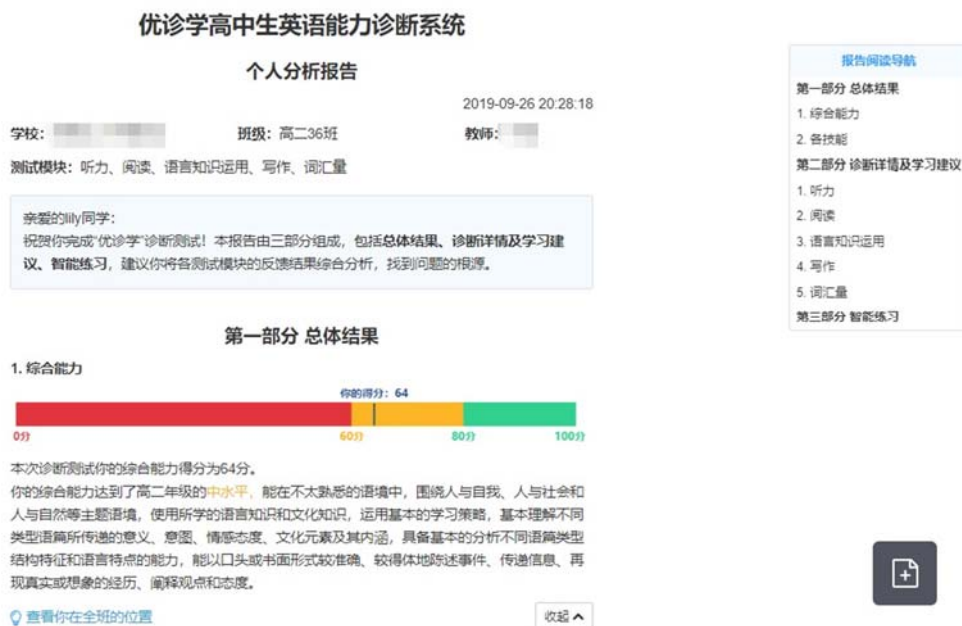 优诊学高中生英语能力诊断系统
个人分析报告
2019-09-26 20:28:18
学校： 班级：高二36班 教师：
测试模块：听力、阅读、语言知识运用、写作、词汇量
亲爱的lily同学：
祝贺你完成“优诊学”诊断测试！本报告由三部分组成，包括总体结果、诊断详情及学习建
议、智能练习，建议你将各测试模块的反馈结果综合分析，找到问题的根源。
第一部分 总体结果
1. 综合能力
你的得分：64
0分 60分 80分 100分
本次诊断测试你的综合能力得分为64分。
你的综合能力达到了高二年级的中水平，能在不太熟悉的语境中，围绕人与自我、人与社会和
人与自然等主题语境，使用所学的语言知识和文化知识，运用基本的学习策略，基本理解不同
类型语篇所传递的意义、意图、情感态度、文化元素及其内涵，具备基本的分析不同语篇类型
结构特征和语言特点的能力，能以口头或书面形式较准确、较得体地陈述事件、传递信息、再
现真实或想象的经历、阐释观点和态度。
查看你在全班的位置
收起
报告阅读导航
第一部分 总体结果
1. 综合能力
2. 各技能
第二部分 诊断详情及学习建议
1. 听力
2. 阅读
3. 语言知识运用
4. 写作
5. 词汇量
第三部分 智能练习